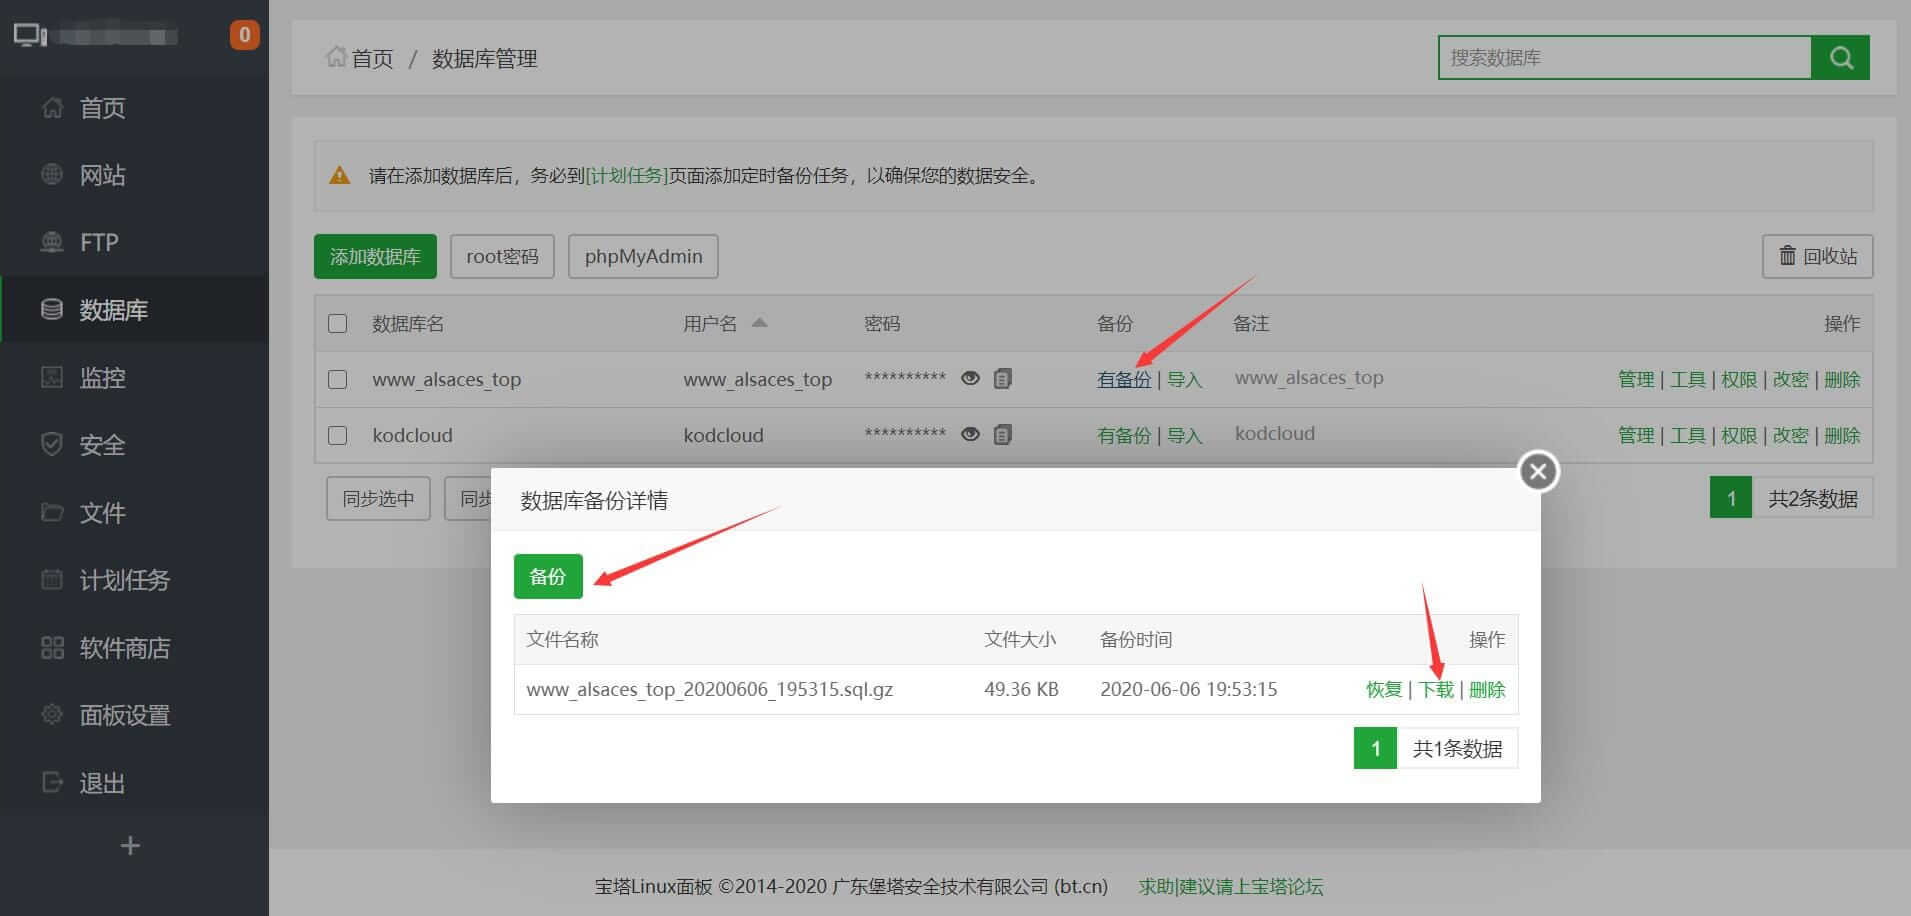 0
首页
网站
FTP
数据库
监控
安全
文件
计划任务
软件商店
面板设置
退出
首页 / 数据库管理
搜索数据库
请在添加数据库后，务必到[计划任务]页面添加定时备份任务，以确保您的数据安全。
添加数据库 root密码 phpMyAdmin 回收站
数据库名 用户名 密码 备份 备注 操作
www_alsaces_top www_alsaces_top ********** 有备份 | 导入 www_alsaces_top 管理 | 工具 | 权限 | 改密 | 删除
kodcloud kodcloud ********** 有备份 | 导入 kodcloud 管理 | 工具 | 权限 | 改密 | 删除
同步选中 同步 1 共2条数据
数据库备份详情
备份
文件名称 文件大小 备份时间 操作
www_alsaces_top_20200606_195315.sql.gz 49.36 KB 2020-06-06 19:53:15 恢复 | 下载 | 删除
1 共1条数据
宝塔Linux面板 ©2014-2020 广东堡塔安全技术有限公司 (bt.cn) 求助|建议请上宝塔论坛